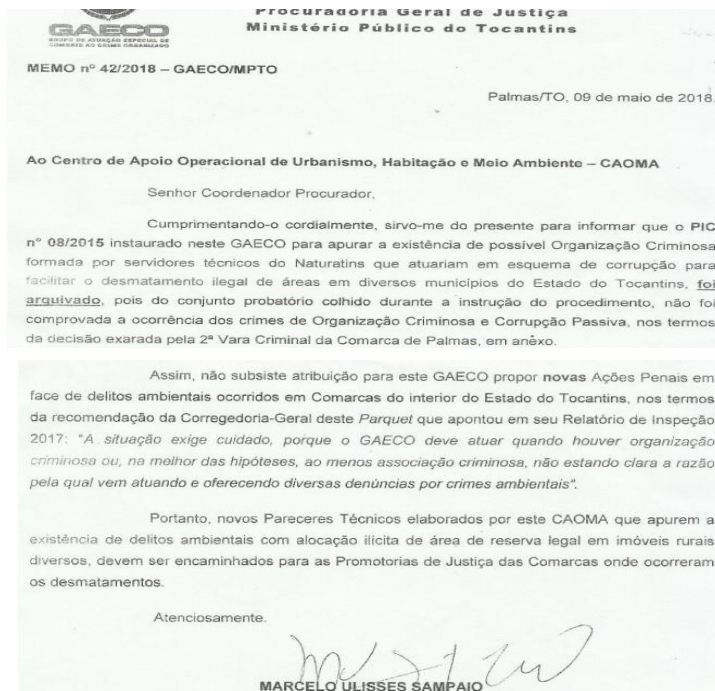 Procuradoria Geral de Justiça
GAECO
Ministério Público do Tocantins
GRUPO DE ATUAÇÃO ESPECIAL DE
COMBATE AO CRIME ORGANIZADO
MEMO nº 42/2018 – GAECO/MPTO
Palmas/TO, 09 de maio de 2018.
Ao Centro de Apoio Operacional de Urbanismo, Habitação e Meio Ambiente – CAOMA
Senhor Coordenador Procurador,
Cumprimentando-o cordialmente, sirvo-me do presente para informar que o PIC
nº 08/2015 instaurado neste GAECO para apurar a existência de possível Organização Criminosa
formada por servidores técnicos do Naturatins que atuariam em esquema de corrupção para
facilitar o desmatamento ilegal de áreas em diversos municípios do Estado do Tocantins, foi
arquivado, pois do conjunto probatório colhido durante a instrução do procedimento, não foi
comprovada a ocorrência dos crimes de Organização Criminosa e Corrupção Passiva, nos termos
da decisão exarada pela 2ª Vara Criminal da Comarca de Palmas, em anexo.
Assim, não subsiste atribuição para este GAECO propor novas Ações Penais em
face de delitos ambientais ocorridos em Comarcas do interior do Estado do Tocantins, nos termos
da recomendação da Corregedoria-Geral deste Parquet que apontou em seu Relatório de Inspeção
2017: "A situação exige cuidado, porque o GAECO deve atuar quando houver organização
criminosa ou, na melhor das hipóteses, ao menos associação criminosa, não estando clara a razão
pela qual vem atuando e oferecendo diversas denúncias por crimes ambientais".
Portanto, novos Pareceres Técnicos elaborados por este CAOMA que apurem a
existência de delitos ambientais com alocação ilícita de área de reserva legal em imóveis rurais
diversos, devem ser encaminhados para as Promotorias de Justiça das Comarcas onde ocorreram
os desmatamentos.
Atenciosamente.
MARCELO ULISSES SAMPAIO